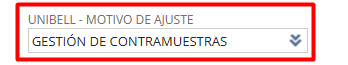 UNIBELL - MOTIVO DE AJUSTE
GESTIÓN DE CONTRAMUESTRAS